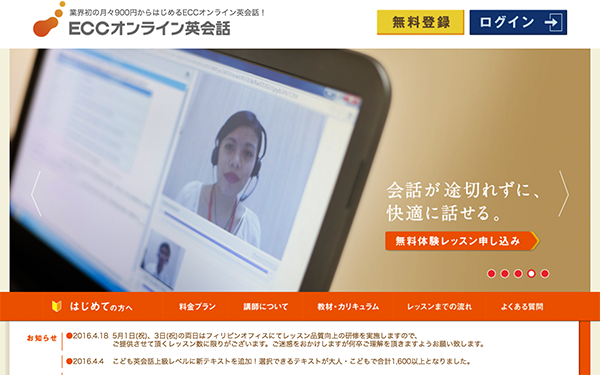 業界初の月々900円からはじめるECCオンライン英会話！
ECCオンライン英会話
無料登録
ログイン
会話が途切れずに、
快適に話せる。
無料体験レッスン申し込み
はじめての方へ
料金プラン
講師について
教材・カリキュラム
レッスンまでの流れ
よくある質問
お知らせ
●2016.4.18 5月1日(祝)、3日(祝)の両日はフィリピンオフィスにてレッスン品質向上の研修を実施しますので、
ご提供させて頂くレッスン数に限りがございます。ご迷惑をおかけしますが何卒ご理解を頂きますようお願い致します。
●2016.4.4 こども英会話上級レベルに新テキストを追加！選択できるテキストが大人・こどもで合計1,600以上となりました。